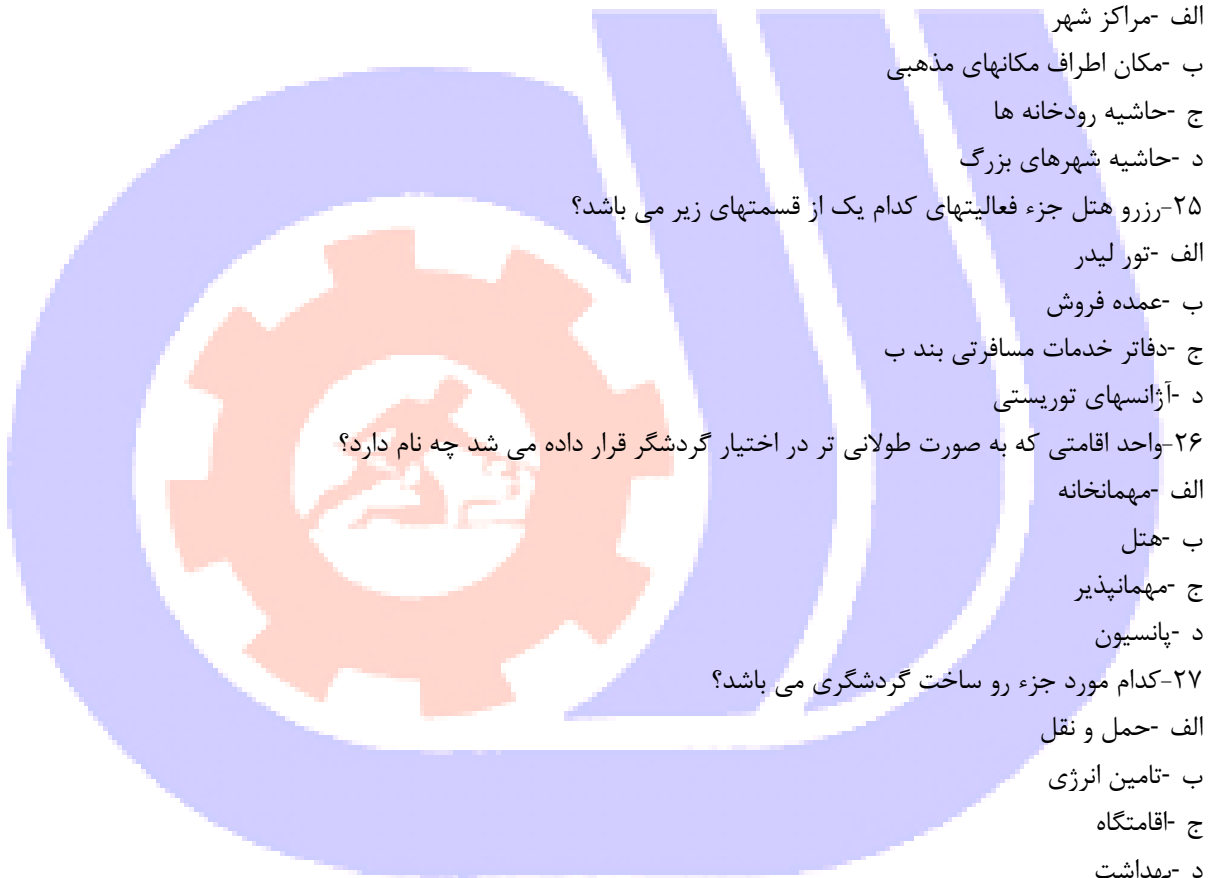 الف -مراکز شهر
ب -مکان اطراف مکانهای مذهبی
ج -حاشیه رودخانه ها
د -حاشیه شهرهای بزرگ
۲۵-رزرو هتل جزء فعالیتهای کدام یک از قسمتهای زیر می باشد؟
الف -تور لیدر
ب -عمده فروش
ج -دفاتر خدمات مسافرتی بند ب
د -آژانسهای توریستی
۲۶-واحد اقامتی که به صورت طولانی تر در اختیار گردشگر قرار داده می شد چه نام دارد؟
الف -مهمانخانه
ب -هتل
ج -مهمانپذیر
د -پانسیون
۲۷-کدام مورد جزء رو ساخت گردشگری می باشد؟
الف -حمل و نقل
ب -تامین انرژی
ج -اقامتگاه
د -بهداشت